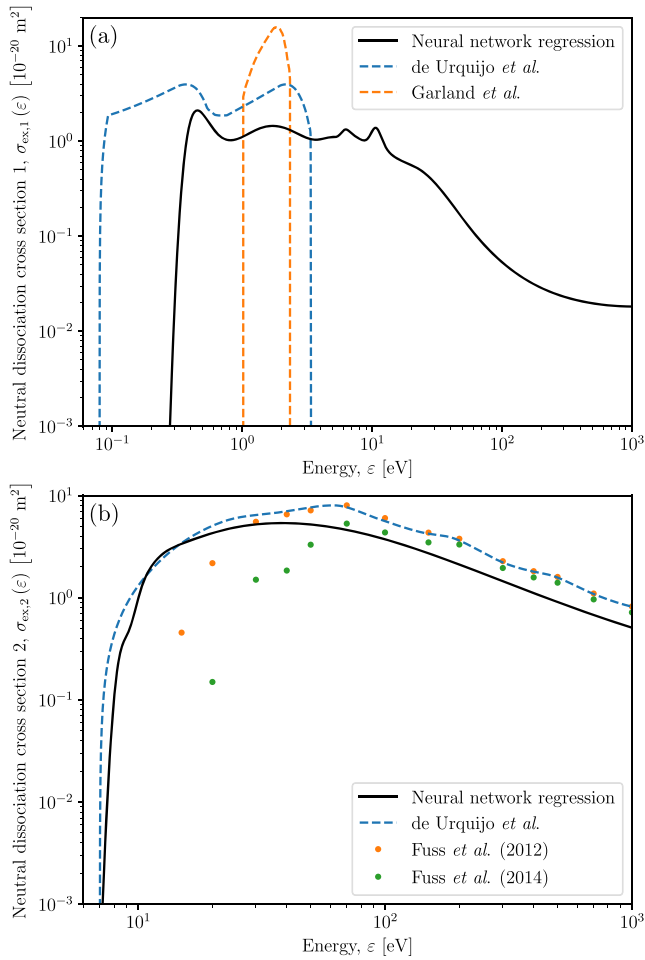 (a)
Neural network regression
de Urquijo et al.
Garland et al.
Neutral dissociation cross section 1, σex,1 (ε) [10−20 m2]
10^1
10^0
10^−1
10^−2
10^−3
10^−1
10^0
10^1
10^2
10^3
Energy, ε [eV]
(b)
Neutral dissociation cross section 2, σex,2 (ε) [10−20 m2]
10^1
10^0
10^−1
10^−2
10^−3
Neural network regression
de Urquijo et al.
Fuss et al. (2012)
Fuss et al. (2014)
10^1
10^2
10^3
Energy, ε [eV]